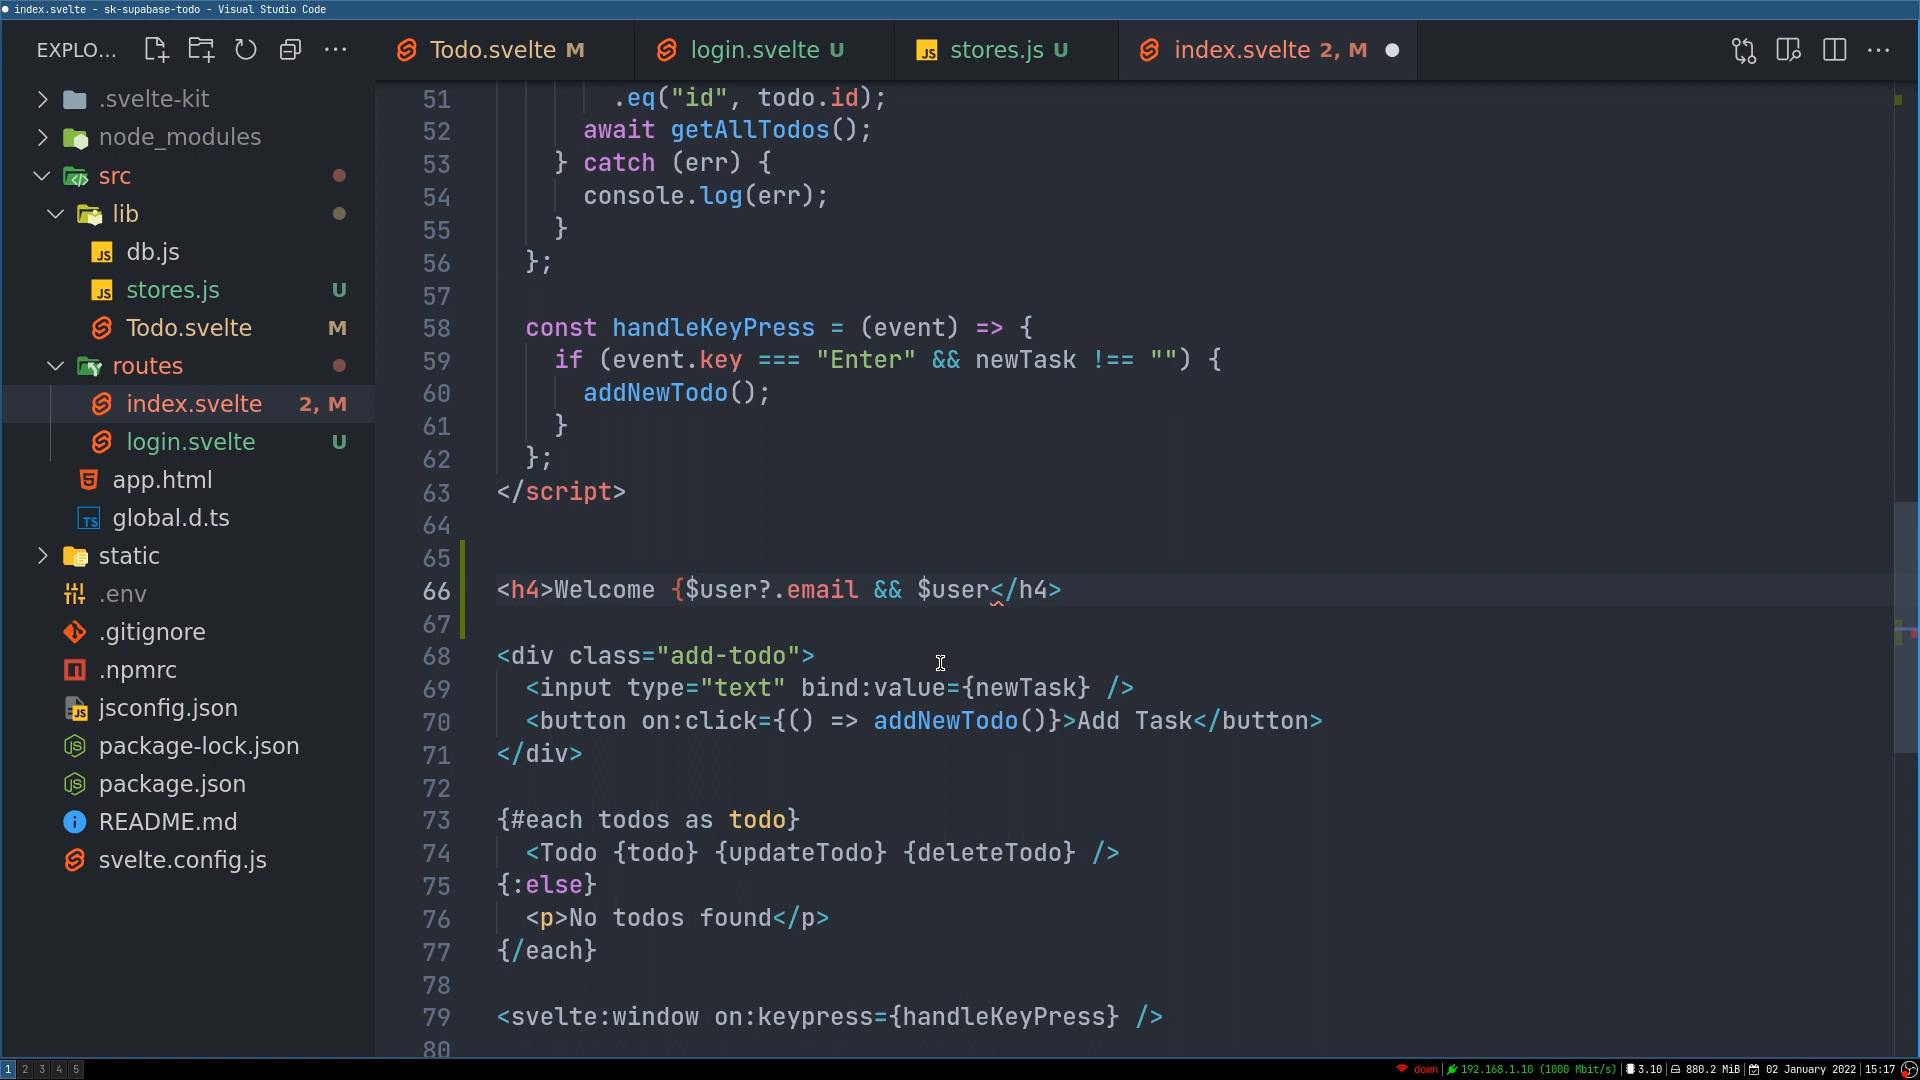 index.svelte - sk-supabase-todo - Visual Studio Code
EXPLO...
Todo.svelte M
login.svelte U
JS stores.js U
index.svelte 2, M
.svelte-kit
node_modules
src
lib
JS db.js
JS stores.js U
Todo.svelte M
routes
index.svelte 2, M
login.svelte U
app.html
TS global.d.ts
static
.env
.gitignore
.npmrc
JS jsconfig.json
package-lock.json
package.json
README.md
svelte.config.js
51 .eq("id", todo.id);
52 await getAllTodos();
53 } catch (err) {
54 console.log(err);
55 }
56 };
57
58 const handleKeyPress = (event) => {
59 if (event.key === "Enter" && newTask !== "") {
60 addNewTodo();
61 }
62 };
63 </script>
64
65
66 <h4>Welcome {$user?.email && $user</h4>
67
68 <div class="add-todo">
69 <input type="text" bind:value={newTask} />
70 <button on:click={() => addNewTodo()}>Add Task</button>
71 </div>
72
73 {#each todos as todo}
74 <Todo {todo} {updateTodo} {deleteTodo} />
75 {:else}
76 <p>No todos found</p>
77 {/each}
78
79 <svelte:window on:keypress={handleKeyPress} />
80
1 2 3 4 5
down 192.168.1.10 (1000 Mbit/s) 3.10 880.2 MiB 02 January 2022 15:17